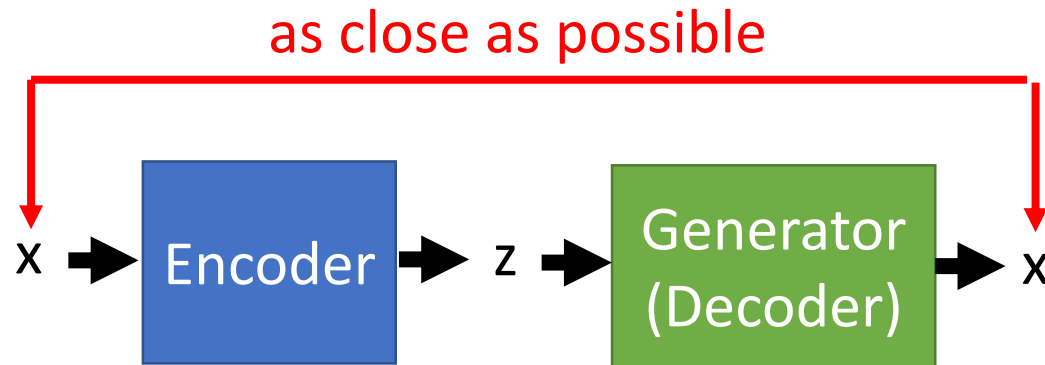 as close as possible
x
Encoder
z
Generator
(Decoder)
x